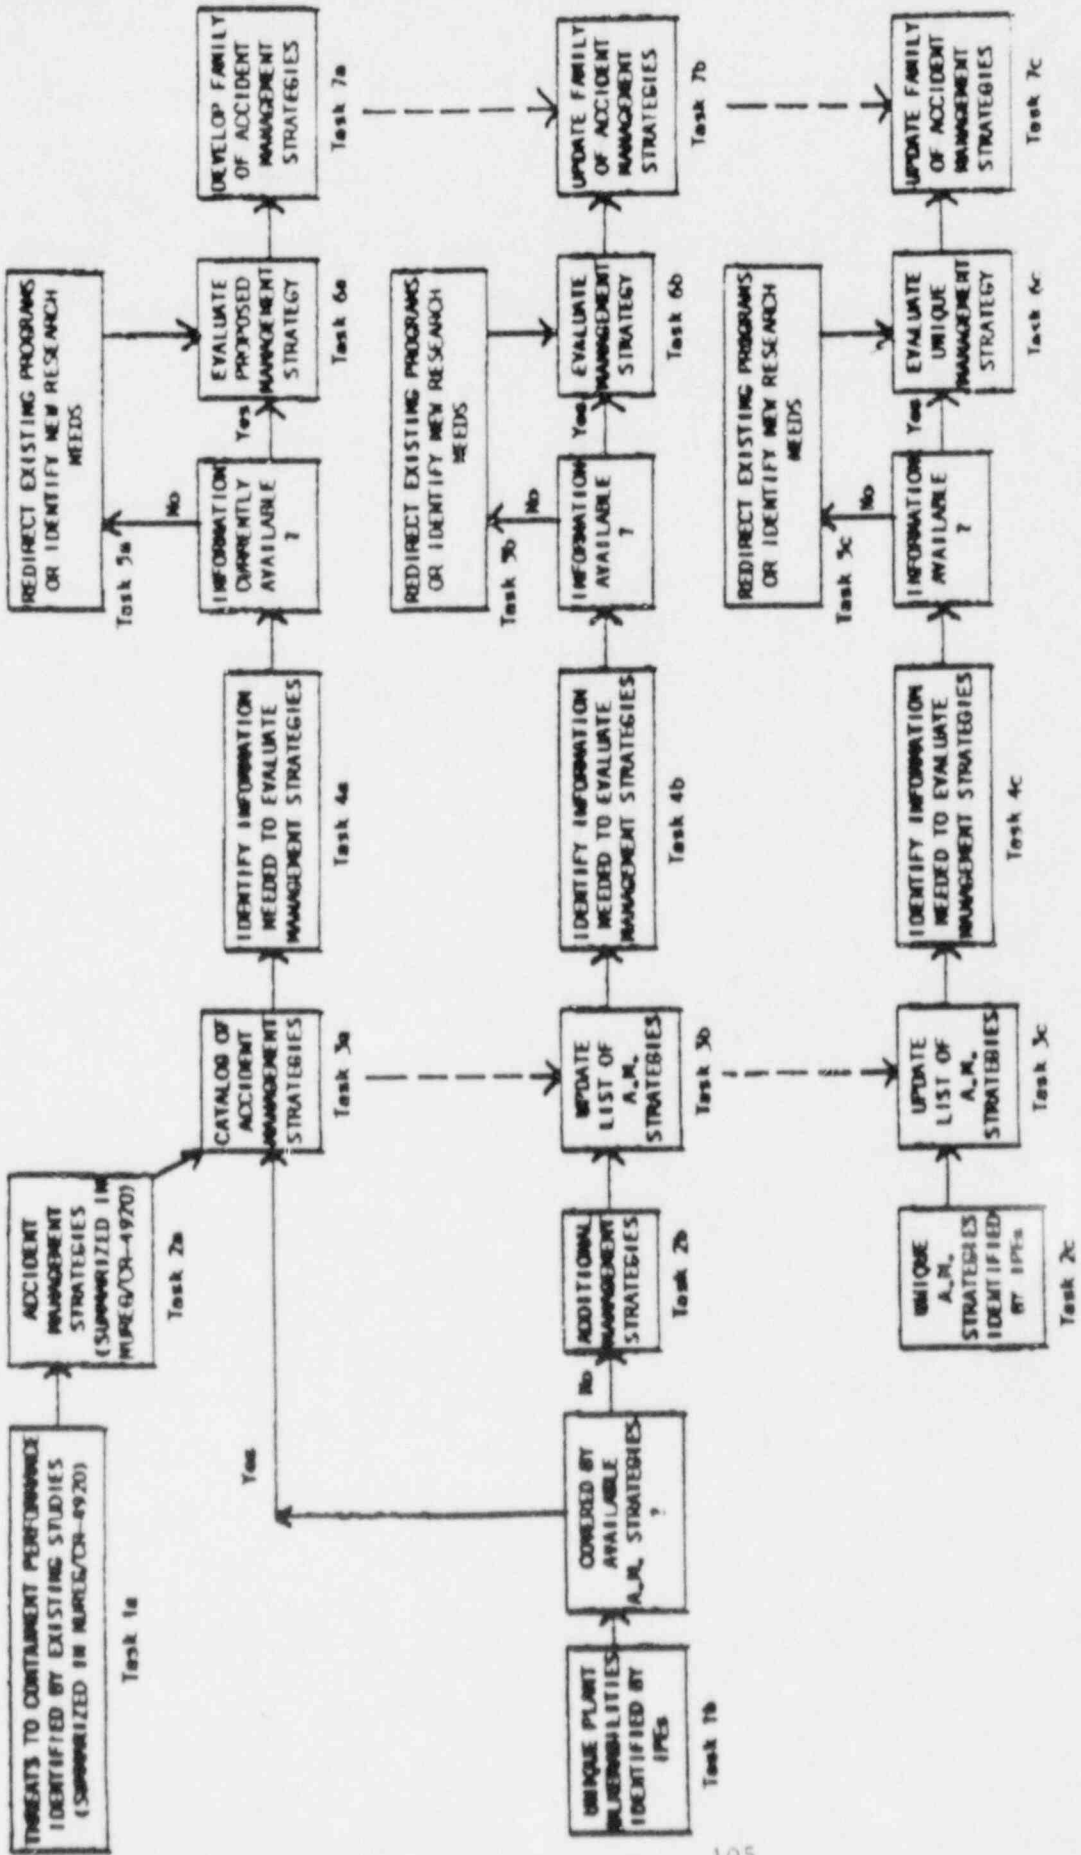 THREATS TO CONTAINMENT PERFORMANCE
IDENTIFIED BY EXISTING STUDIES
(SUMMARIZED IN NUREG/CR-4920)
Task 1a
ACCIDENT
MANAGEMENT
STRATEGIES
(SUMMARIZED IN
NUREG/CR-4920)
Task 2a
CATALOG OF
ACCIDENT
MANAGEMENT
STRATEGIES
Task 3a
IDENTIFY INFORMATION
NEEDED TO EVALUATE
MANAGEMENT STRATEGIES
Task 4a
INFORMATION
CURRENTLY
AVAILABLE
?
No
Yes
Task 5a
REDIRECT EXISTING PROGRAMS
OR IDENTIFY NEW RESEARCH
NEEDS
EVALUATE
PROPOSED
MANAGEMENT
STRATEGY
Task 6a
DEVELOP FAMILY
OF ACCIDENT
MANAGEMENT
STRATEGIES
Task 7a
UNIQUE PLANT
VULNERABILITIES
IDENTIFIED BY
IPEs
Task 1b
COVERED BY
AVAILABLE
A.M. STRATEGIES
?
Yes
No
ADDITIONAL
MANAGEMENT
STRATEGIES
Task 2b
UPDATE
LIST OF
A.M.
STRATEGIES
Task 3b
IDENTIFY INFORMATION
NEEDED TO EVALUATE
MANAGEMENT STRATEGIES
Task 4b
INFORMATION
AVAILABLE
?
No
Yes
Task 5b
REDIRECT EXISTING PROGRAMS
OR IDENTIFY NEW RESEARCH
NEEDS
EVALUATE
MANAGEMENT
STRATEGY
Task 6b
UPDATE FAMILY
OF ACCIDENT
MANAGEMENT
STRATEGIES
Task 7b
UNIQUE
A.M.
STRATEGIES
IDENTIFIED
BY IPEs
Task 2c
UPDATE
LIST OF
A.M.
STRATEGIES
Task 3c
IDENTIFY INFORMATION
NEEDED TO EVALUATE
MANAGEMENT STRATEGIES
Task 4c
INFORMATION
AVAILABLE
?
No
Yes
Task 5c
REDIRECT EXISTING PROGRAMS
OR IDENTIFY NEW RESEARCH
NEEDS
EVALUATE
UNIQUE
MANAGEMENT
STRATEGY
Task 6c
UPDATE FAMILY
OF ACCIDENT
MANAGEMENT
STRATEGIES
Task 7c